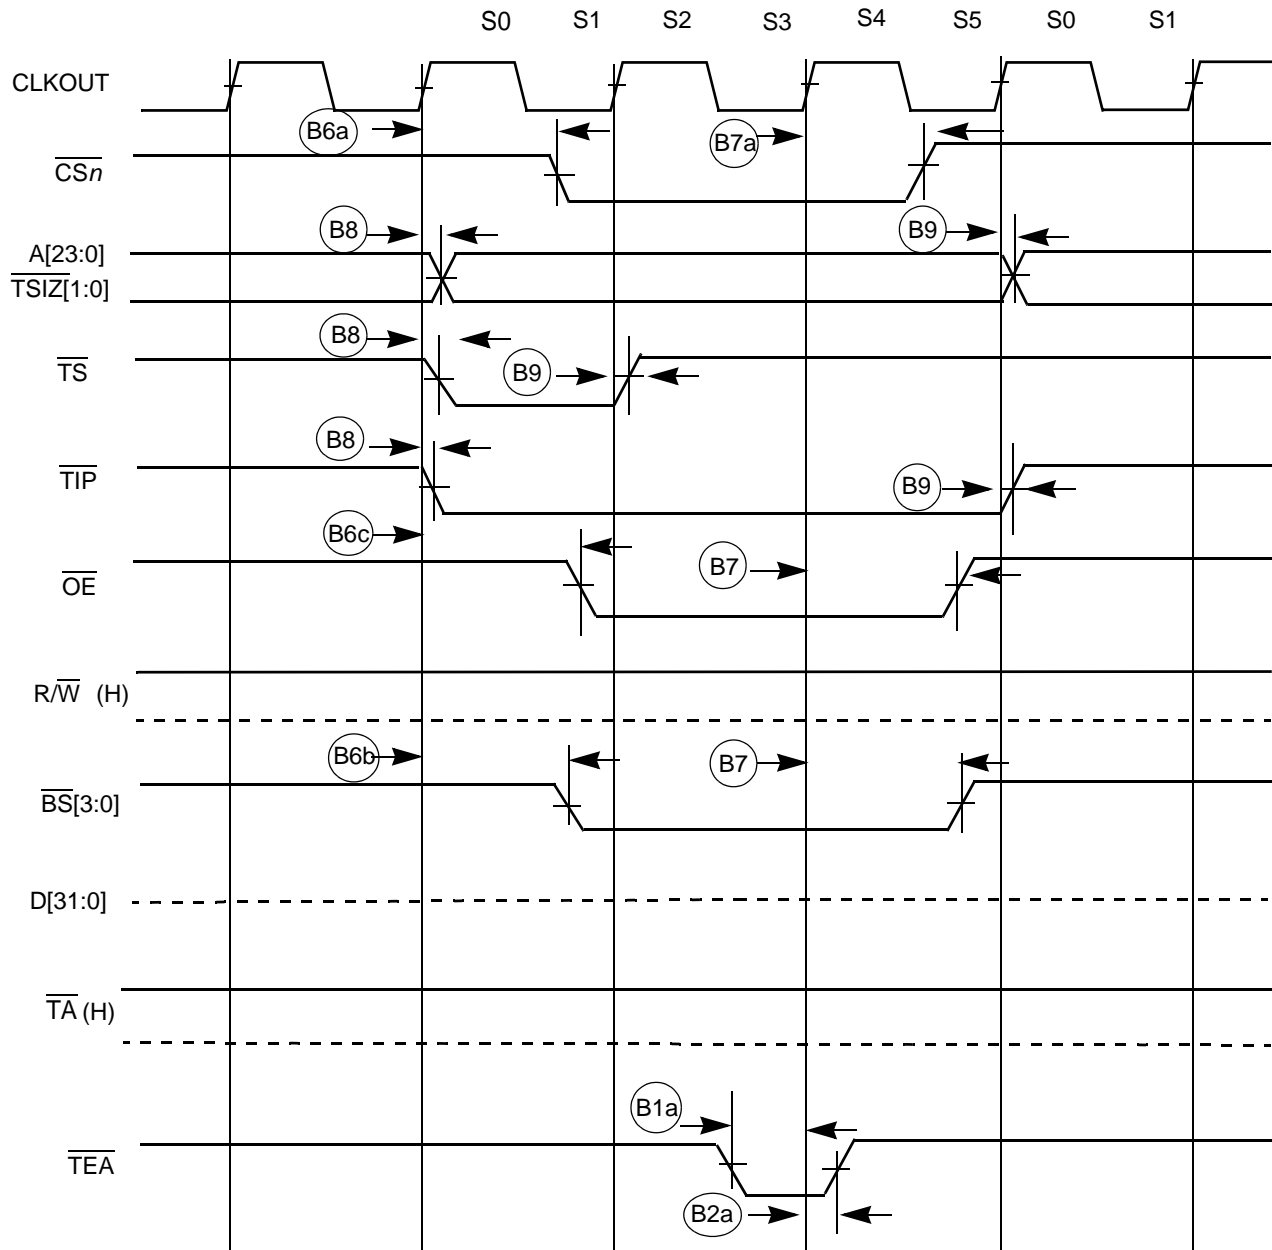 S0 S1 S2 S3 S4 S5 S0 S1
CLKOUT
B6a B7a
CSn
B8 B9
A[23:0]
TSIZ[1:0]
B8
TS B9
B8
TIP B9
B6c
OE B7
R/W (H)
B6b B7
BS[3:0]
D[31:0]
TA (H)
B1a
TEA
B2a